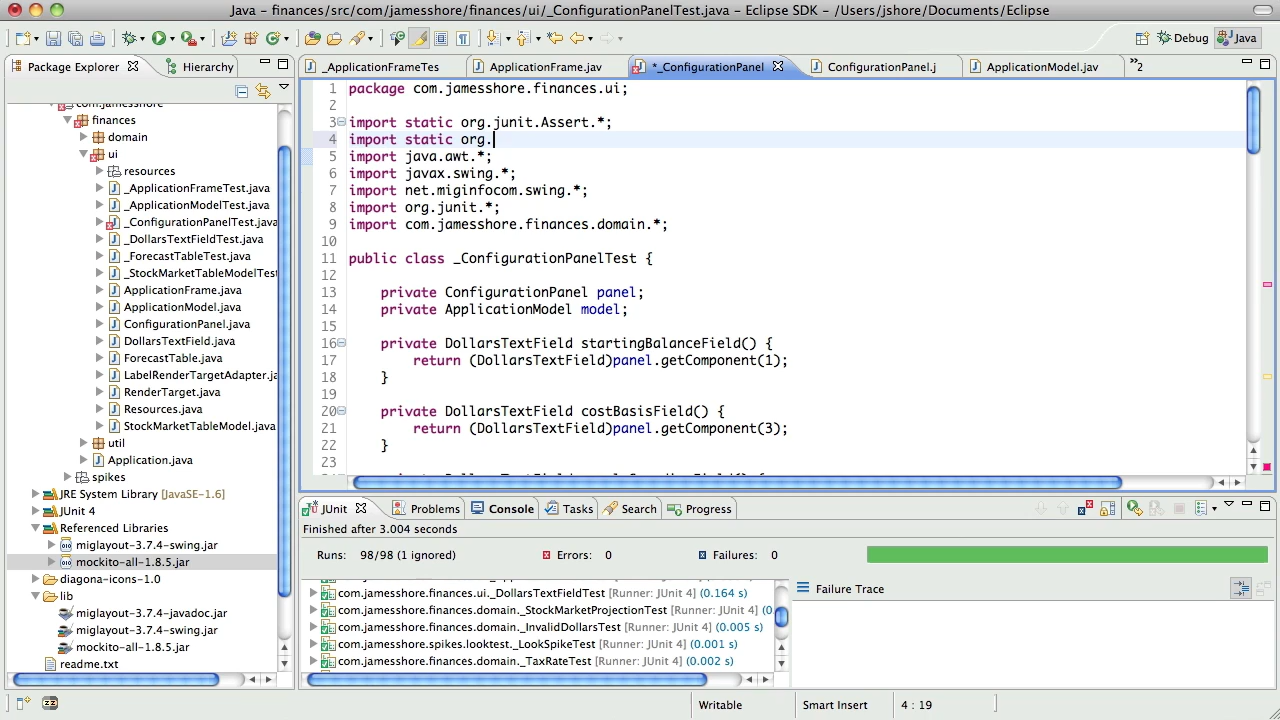 Java – finances/src/com/jamesshore/finances/ui/_ConfigurationPanelTest.java – Eclipse SDK – /Users/jshore/Documents/Eclipse
Debug
Java
Package Explorer
Hierarchy
_ApplicationFrameTes
ApplicationFrame.jav
*_ConfigurationPanel
ConfigurationPanel.j
ApplicationModel.jav
»2
com.jamesshore
finances
domain
ui
resources
_ApplicationFrameTest.java
_ApplicationModelTest.java
_ConfigurationPanelTest.java
_DollarsTextFieldTest.java
_ForecastTableTest.java
_StockMarketTableModelTest
ApplicationFrame.java
ApplicationModel.java
ConfigurationPanel.java
DollarsTextField.java
ForecastTable.java
LabelRenderTargetAdapter.ja
RenderTarget.java
Resources.java
StockMarketTableModel.java
util
Application.java
spikes
JRE System Library [JavaSE-1.6]
JUnit 4
Referenced Libraries
miglayout-3.7.4-swing.jar
mockito-all-1.8.5.jar
diagona-icons-1.0
lib
miglayout-3.7.4-javadoc.jar
miglayout-3.7.4-swing.jar
mockito-all-1.8.5.jar
readme.txt
1 package com.jamesshore.finances.ui;
2
3 import static org.junit.Assert.*;
4 import static org.
5 import java.awt.*;
6 import javax.swing.*;
7 import net.miginfocom.swing.*;
8 import org.junit.*;
9 import com.jamesshore.finances.domain.*;
10
11 public class _ConfigurationPanelTest {
12
13 private ConfigurationPanel panel;
14 private ApplicationModel model;
15
16 private DollarsTextField startingBalanceField() {
17 return (DollarsTextField)panel.getComponent(1);
18 }
19
20 private DollarsTextField costBasisField() {
21 return (DollarsTextField)panel.getComponent(3);
22 }
23
JUnit
Problems
Console
Tasks
Search
Progress
Finished after 3.004 seconds
Runs: 98/98 (1 ignored)
Errors: 0
Failures: 0
com.jamesshore.finances.ui._DollarsTextFieldTest [Runner: JUnit 4] (0.164 s)
com.jamesshore.finances.domain._StockMarketProjectionTest [Runner: JUnit 4] (0
com.jamesshore.finances.domain._InvalidDollarsTest [Runner: JUnit 4] (0.005 s)
com.jamesshore.spikes.looktest._LookSpikeTest [Runner: JUnit 4] (0.001 s)
com.jamesshore.finances.domain._TaxRateTest [Runner: JUnit 4] (0.002 s)
Failure Trace
Writable
Smart Insert
4 : 19